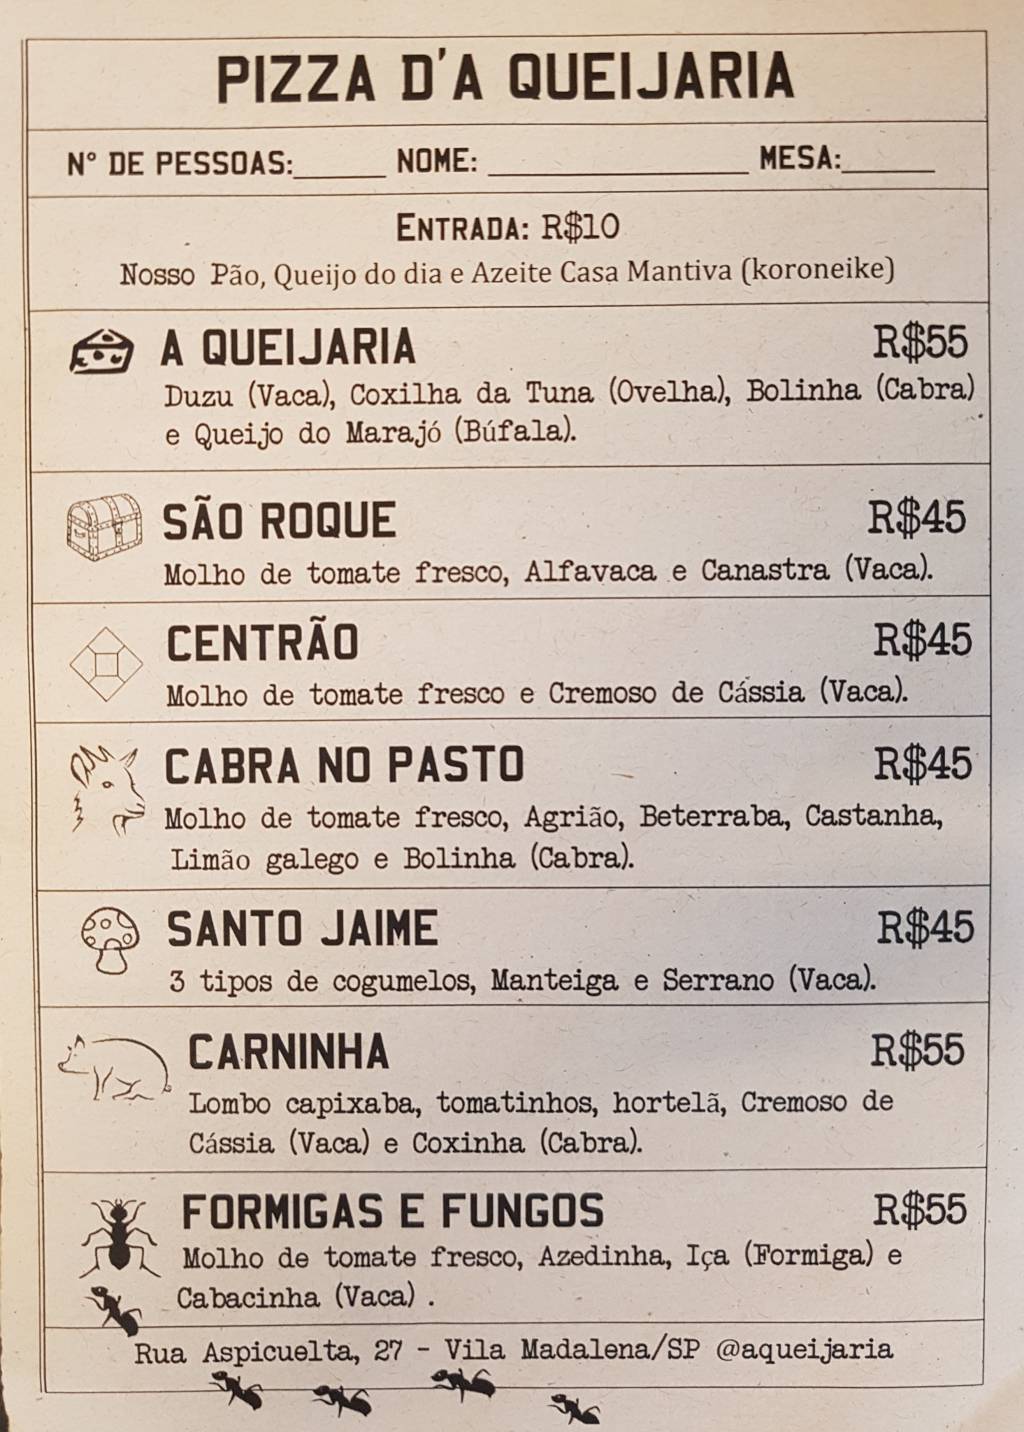 PIZZA D'A QUEIJARIA
N° DE PESSOAS:______ NOME: __________________ MESA:______
ENTRADA: R$10
Nosso Pão, Queijo do dia e Azeite Casa Mantiva (koroneike)
A QUEIJARIA R$55
Duzu (Vaca), Coxilha da Tuna (Ovelha), Bolinha (Cabra)
e Queijo do Marajó (Búfala).
SÃO ROQUE R$45
Molho de tomate fresco, Alfavaca e Canastra (Vaca).
CENTRÃO R$45
Molho de tomate fresco e Cremoso de Cássia (Vaca).
CABRA NO PASTO R$45
Molho de tomate fresco, Agrião, Beterraba, Castanha,
Limão galego e Bolinha (Cabra).
SANTO JAIME R$45
3 tipos de cogumelos, Manteiga e Serrano (Vaca).
CARNINHA R$55
Lombo capixaba, tomatinhos, hortelã, Cremoso de
Cássia (Vaca) e Coxinha (Cabra).
FORMIGAS E FUNGOS R$55
Molho de tomate fresco, Azedinha, Iça (Formiga) e
Cabacinha (Vaca) .
Rua Aspicuelta, 27 - Vila Madalena/SP @aqueijaria